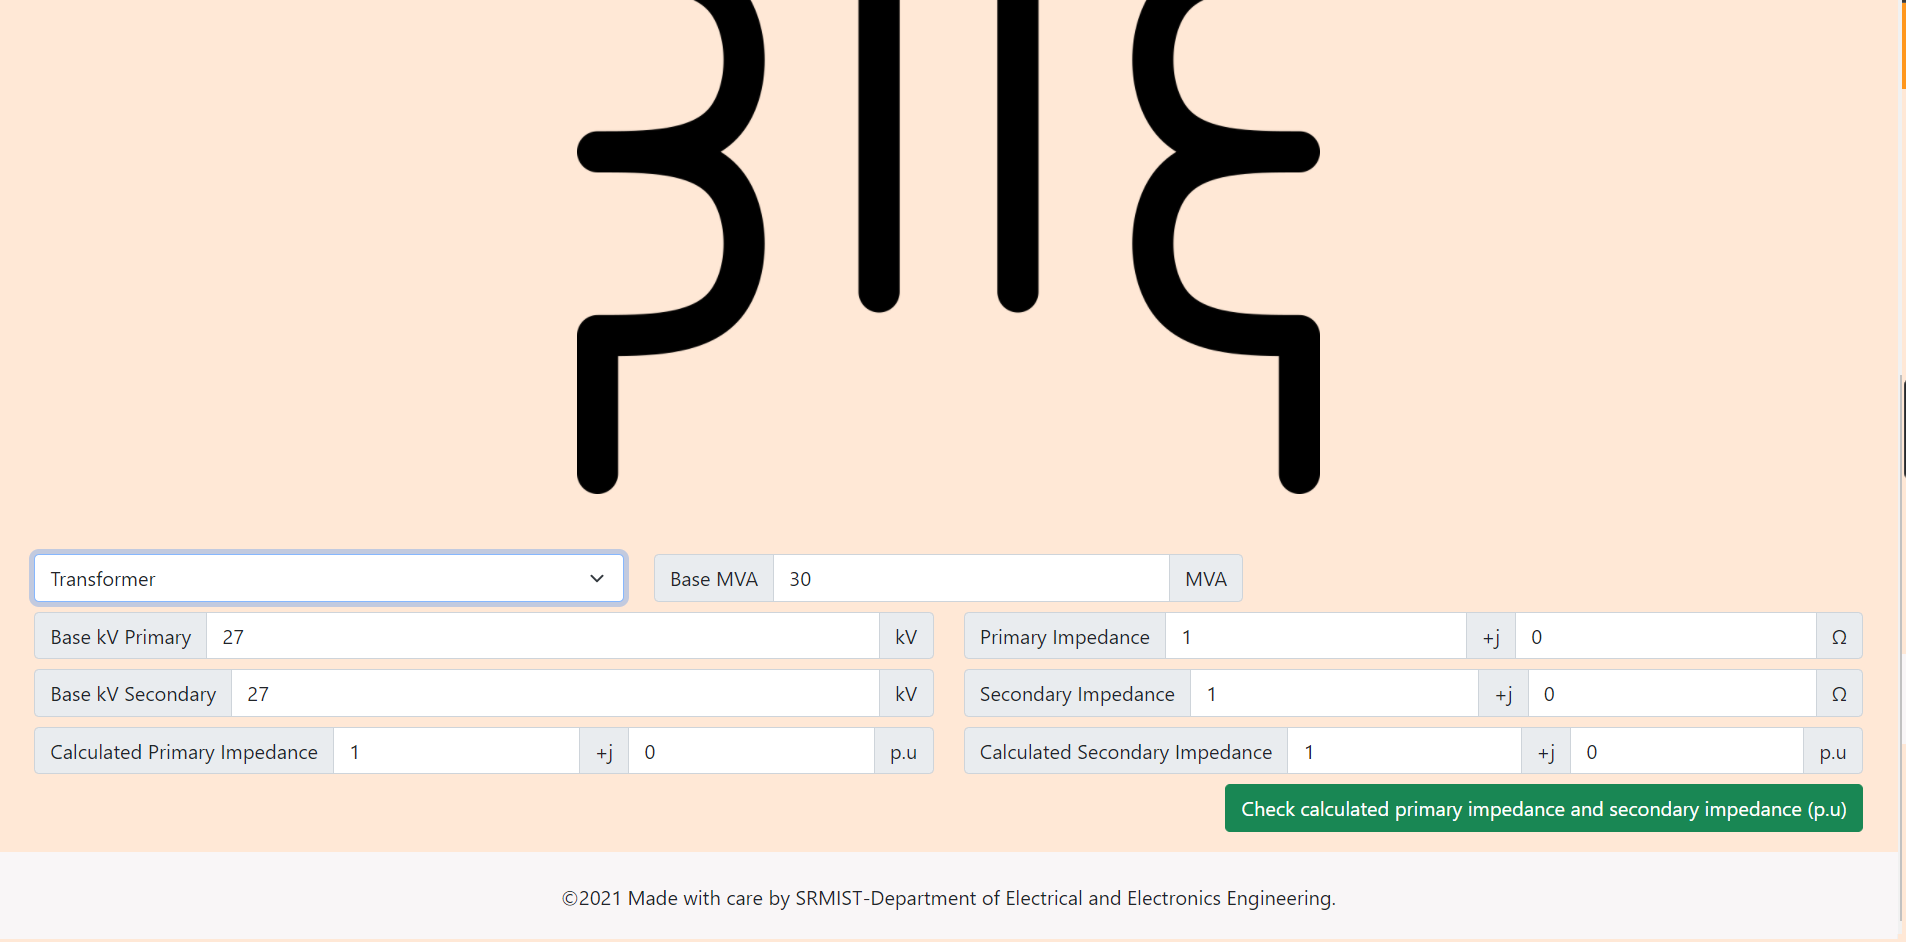 Transformer Base MVA 30 MVA
Base kV Primary 27 kV Primary Impedance 1 +j 0 Ω
Base kV Secondary 27 kV Secondary Impedance 1 +j 0 Ω
Calculated Primary Impedance 1 +j 0 p.u Calculated Secondary Impedance 1 +j 0 p.u
Check calculated primary impedance and secondary impedance (p.u)
©2021 Made with care by SRMIST-Department of Electrical and Electronics Engineering.